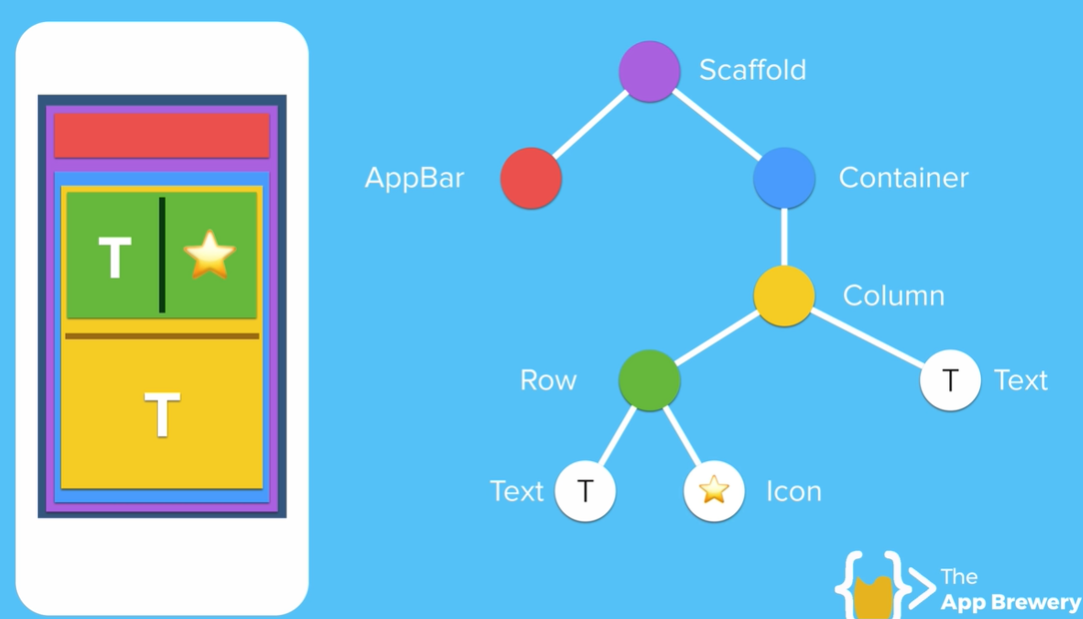 Scaffold
AppBar
Container
T
Column
Row
T
Text
T
Text
T
Icon
The
App Brewery